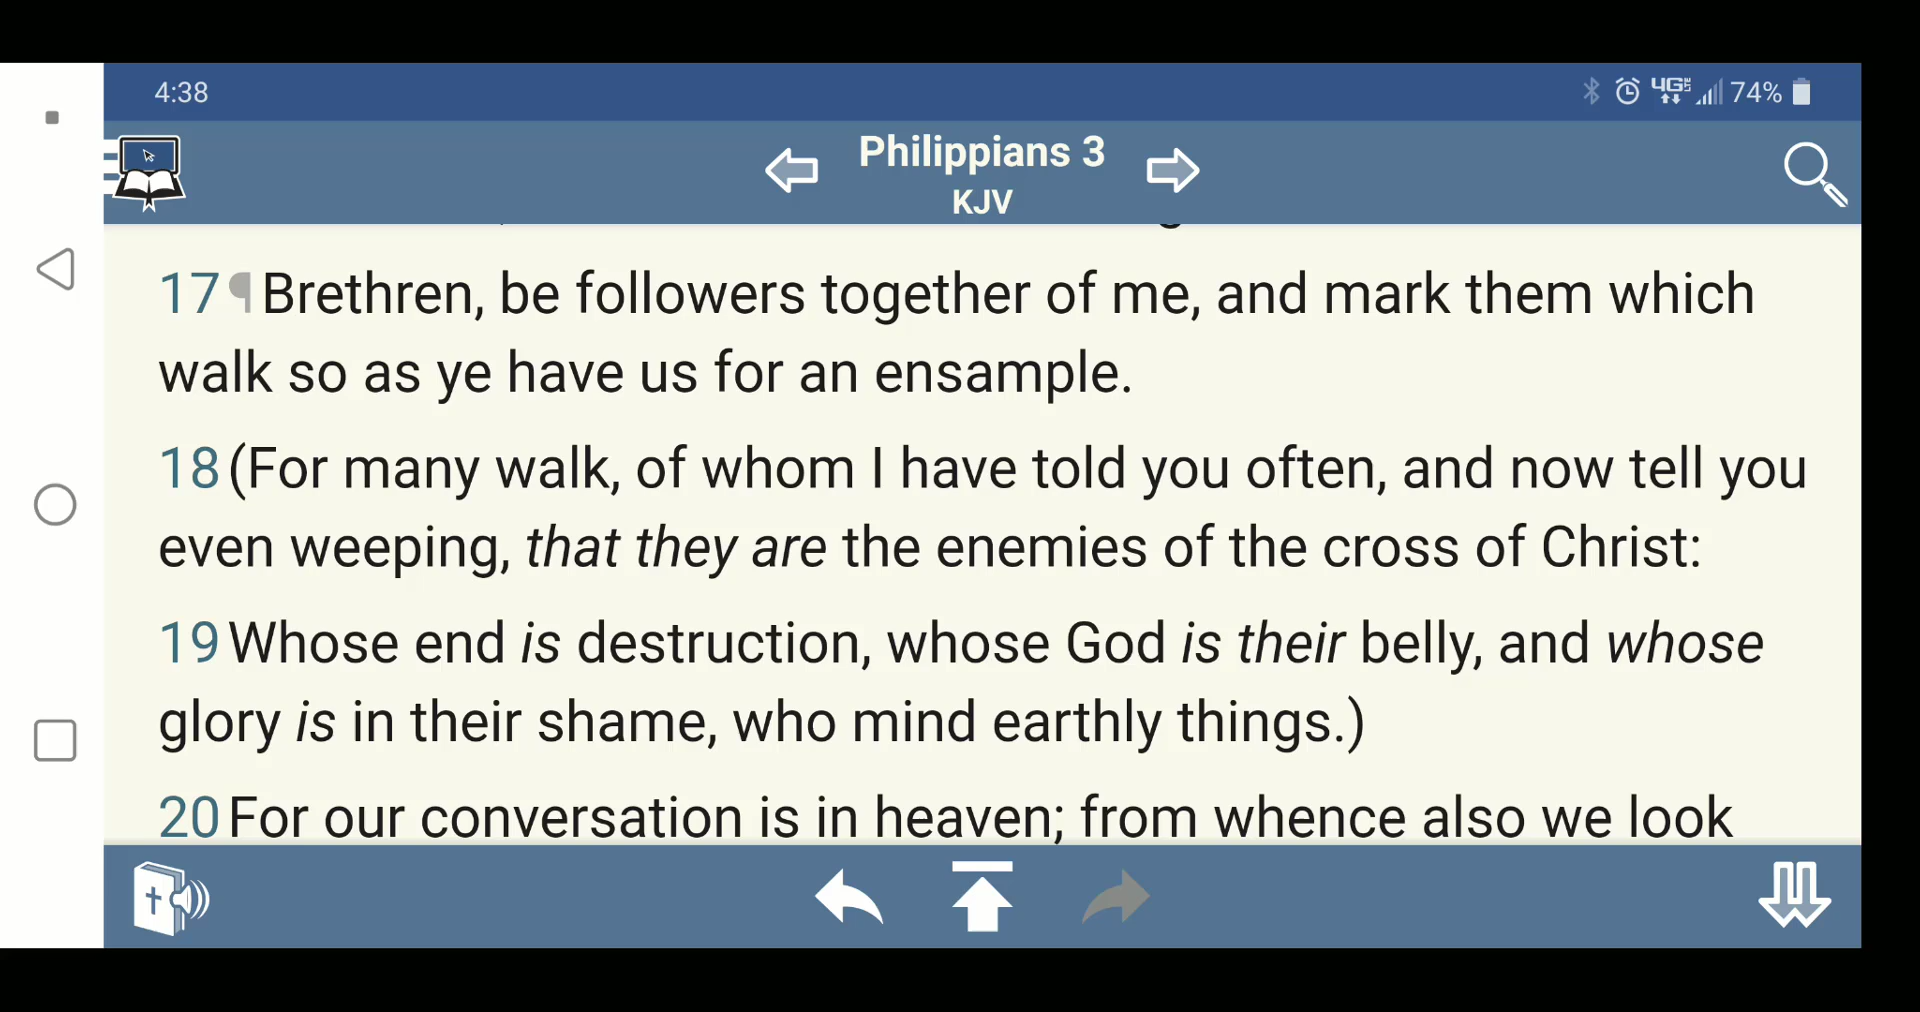 4:38
4G LTE 74%
Philippians 3
KJV
17 ¶ Brethren, be followers together of me, and mark them which
walk so as ye have us for an ensample.
18 (For many walk, of whom I have told you often, and now tell you
even weeping, that they are the enemies of the cross of Christ:
19 Whose end is destruction, whose God is their belly, and whose
glory is in their shame, who mind earthly things.)
20 For our conversation is in heaven; from whence also we look